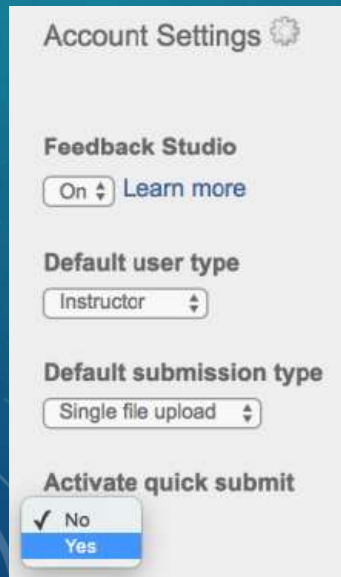 Account Settings
Feedback Studio
On Learn more
Default user type
Instructor
Default submission type
Single file upload
Activate quick submit
✓ No
Yes